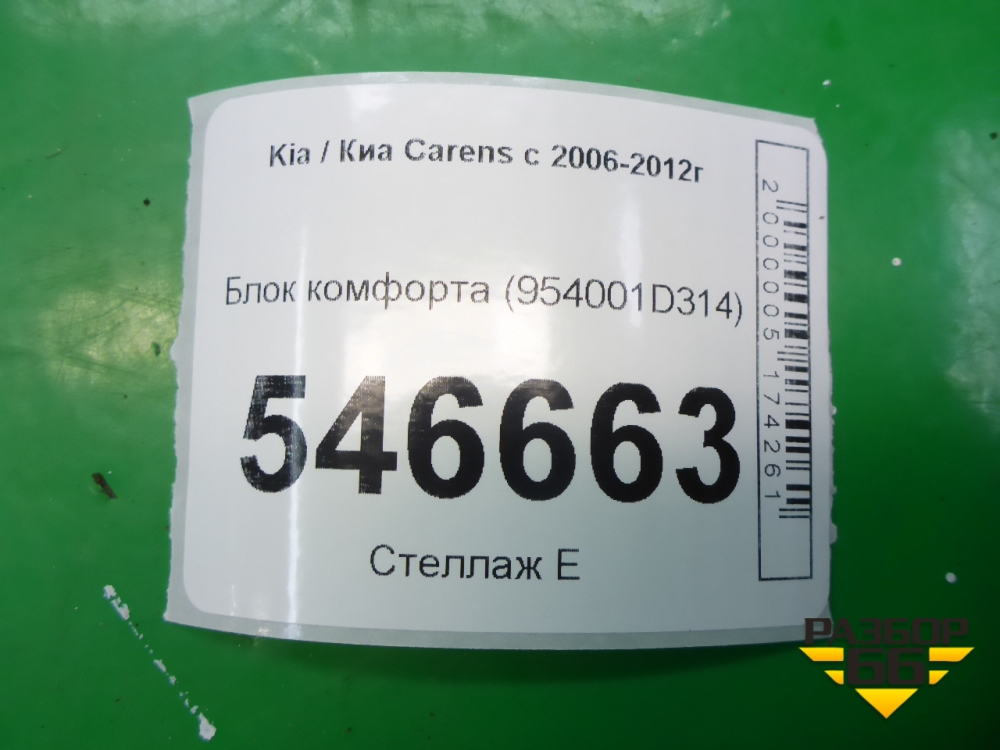 Kia / Киа Carens с 2006-2012г
Блок комфорта (954001D314)
546663
Стеллаж Е
2000005174261
РАЗБОР
66